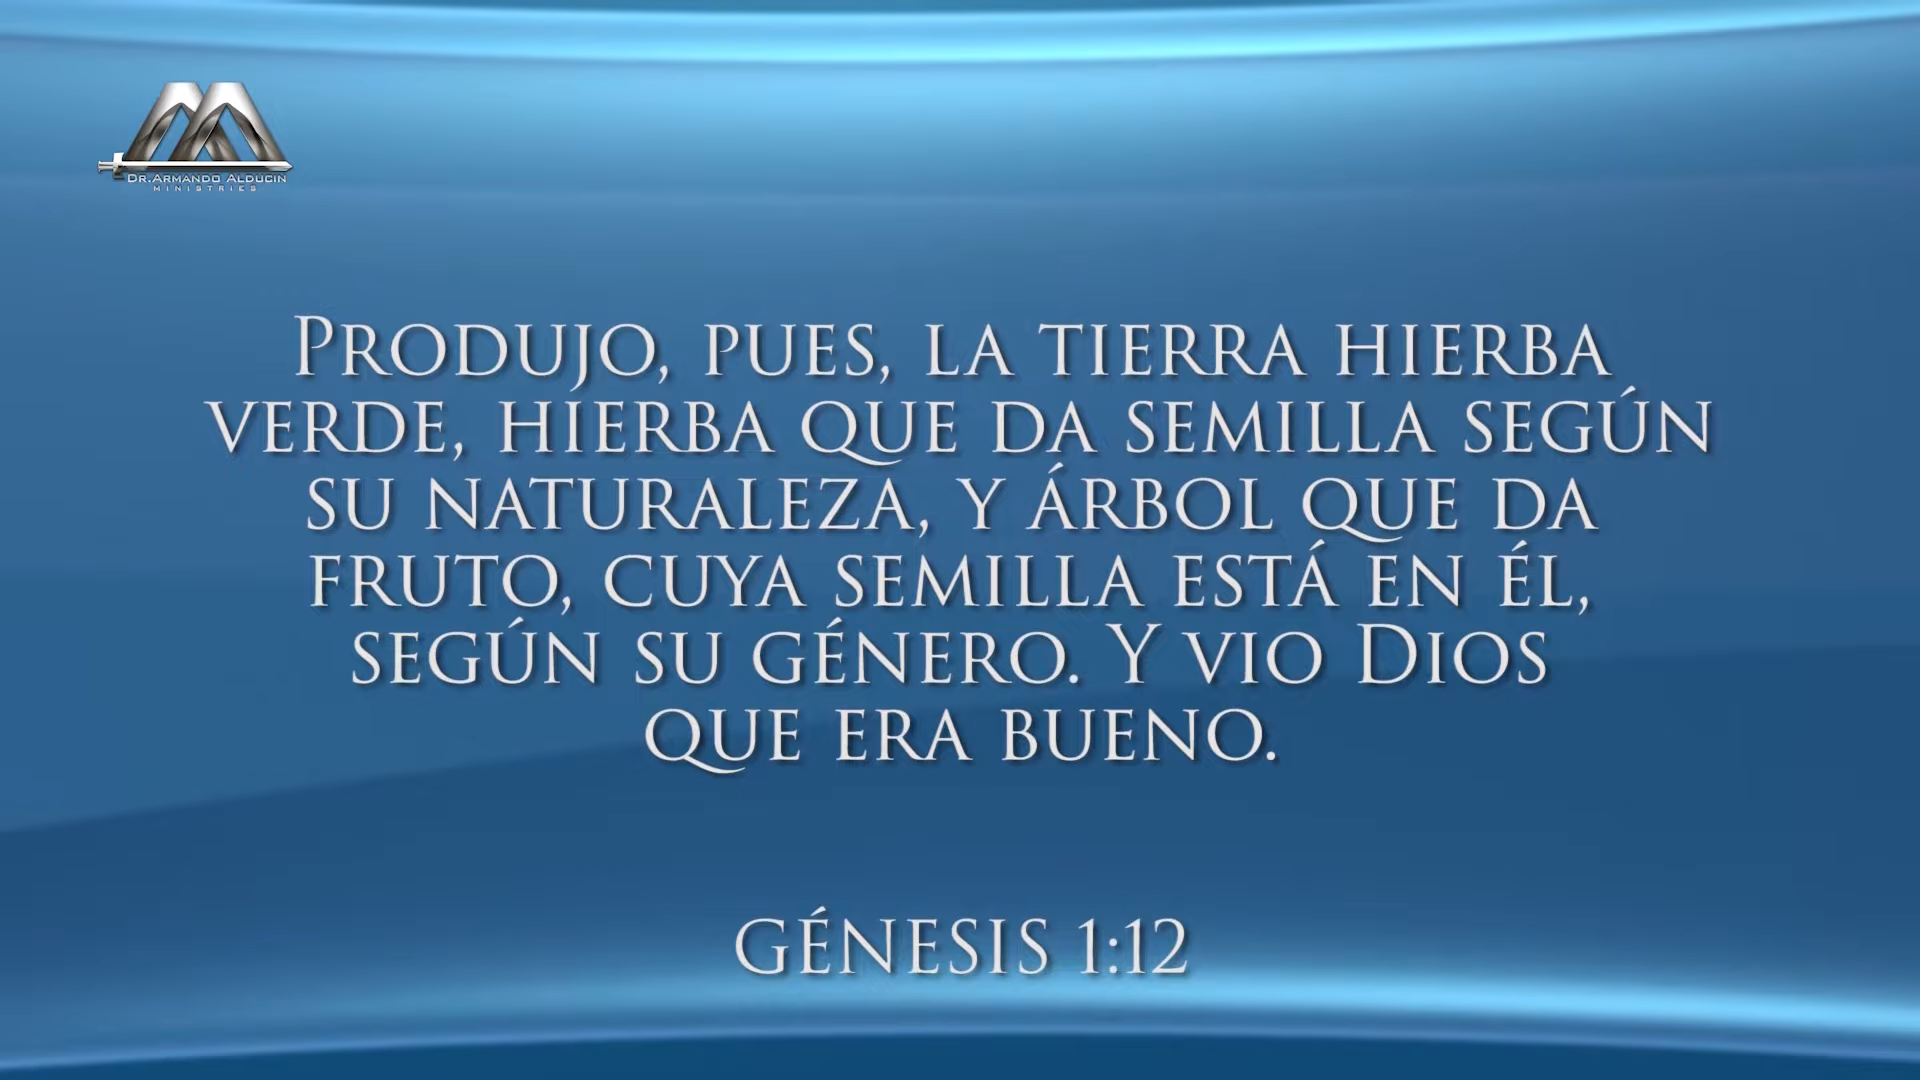 Dr. Armando Alducin
MINISTRIES
Produjo, pues, la tierra hierba
verde, hierba que da semilla según
su naturaleza, y árbol que da
fruto, cuya semilla está en él,
según su género. Y vio Dios
que era bueno.
GÉNESIS 1:12